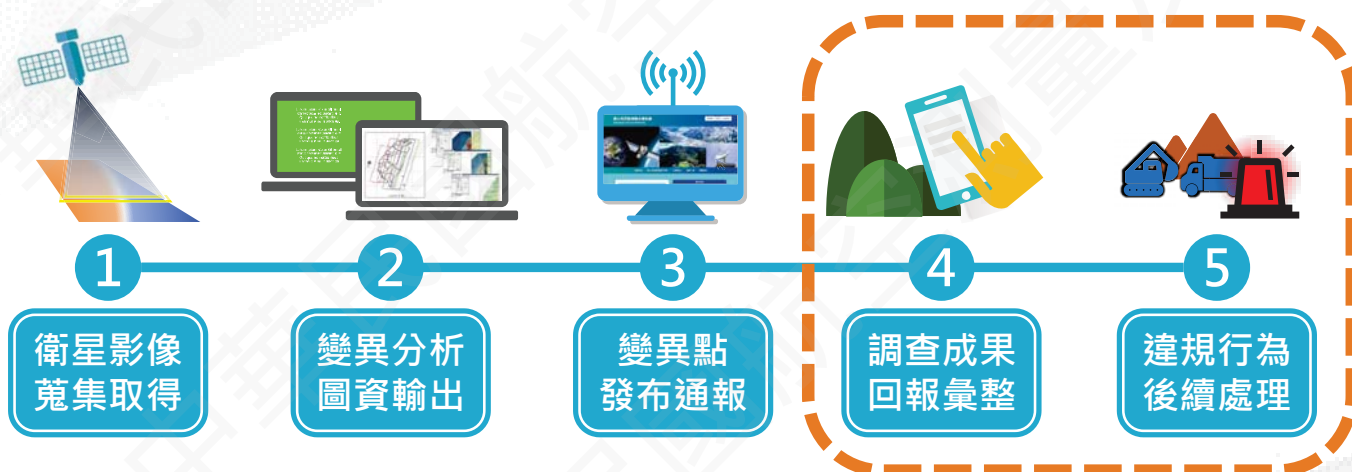 1
2
3
4
5
衛星影像
蒐集取得
變異分析
圖資輸出
變異點
發布通報
調查成果
回報彙整
違規行為
後續處理